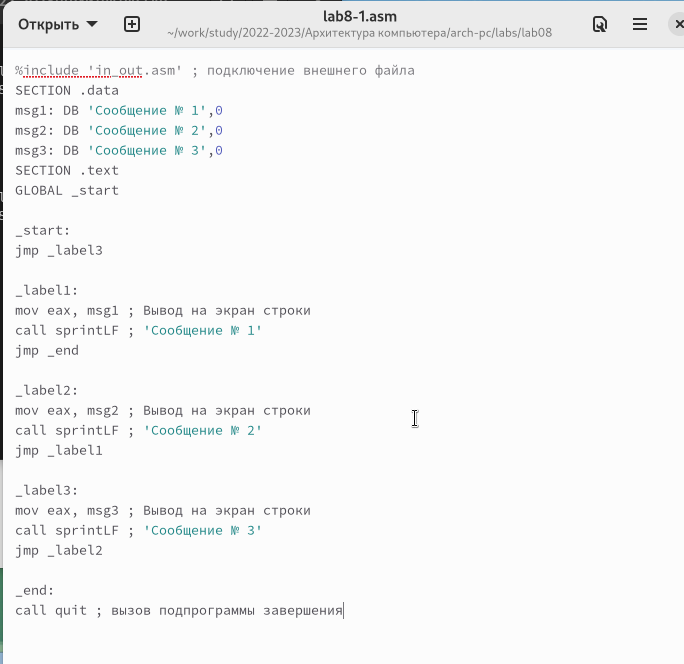 Открыть
lab8-1.asm
~/work/study/2022-2023/Архитектура компьютера/arch-pc/labs/lab08
%include 'in_out.asm' ; подключение внешнего файла
SECTION .data
msg1: DB 'Сообщение № 1',0
msg2: DB 'Сообщение № 2',0
msg3: DB 'Сообщение № 3',0
SECTION .text
GLOBAL _start
_start:
jmp _label3
_label1:
mov eax, msg1 ; Вывод на экран строки
call sprintLF ; 'Сообщение № 1'
jmp _end
_label2:
mov eax, msg2 ; Вывод на экран строки
call sprintLF ; 'Сообщение № 2'
jmp _label1
_label3:
mov eax, msg3 ; Вывод на экран строки
call sprintLF ; 'Сообщение № 3'
jmp _label2
_end:
call quit ; вызов подпрограммы завершения